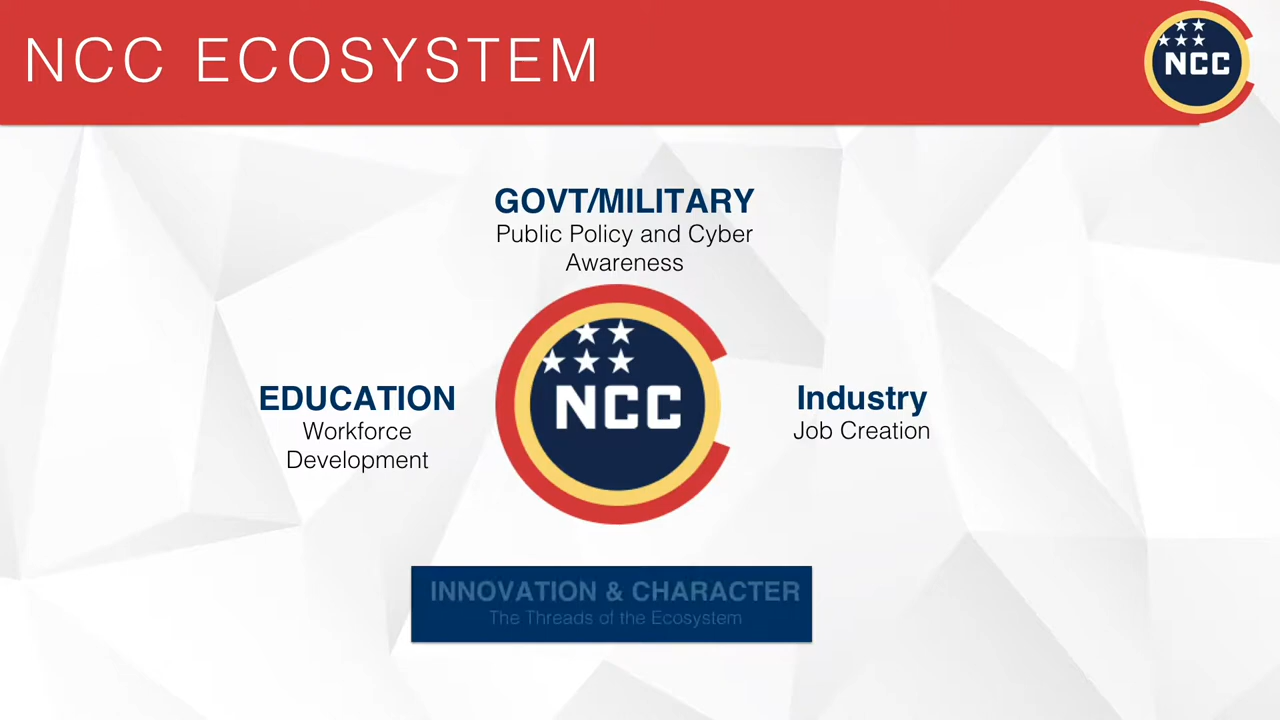 NCC ECOSYSTEM
NCC
GOVT/MILITARY
Public Policy and Cyber
Awareness
EDUCATION
Workforce
Development
NCC
Industry
Job Creation
INNOVATION & CHARACTER
The Threads of the Ecosystem